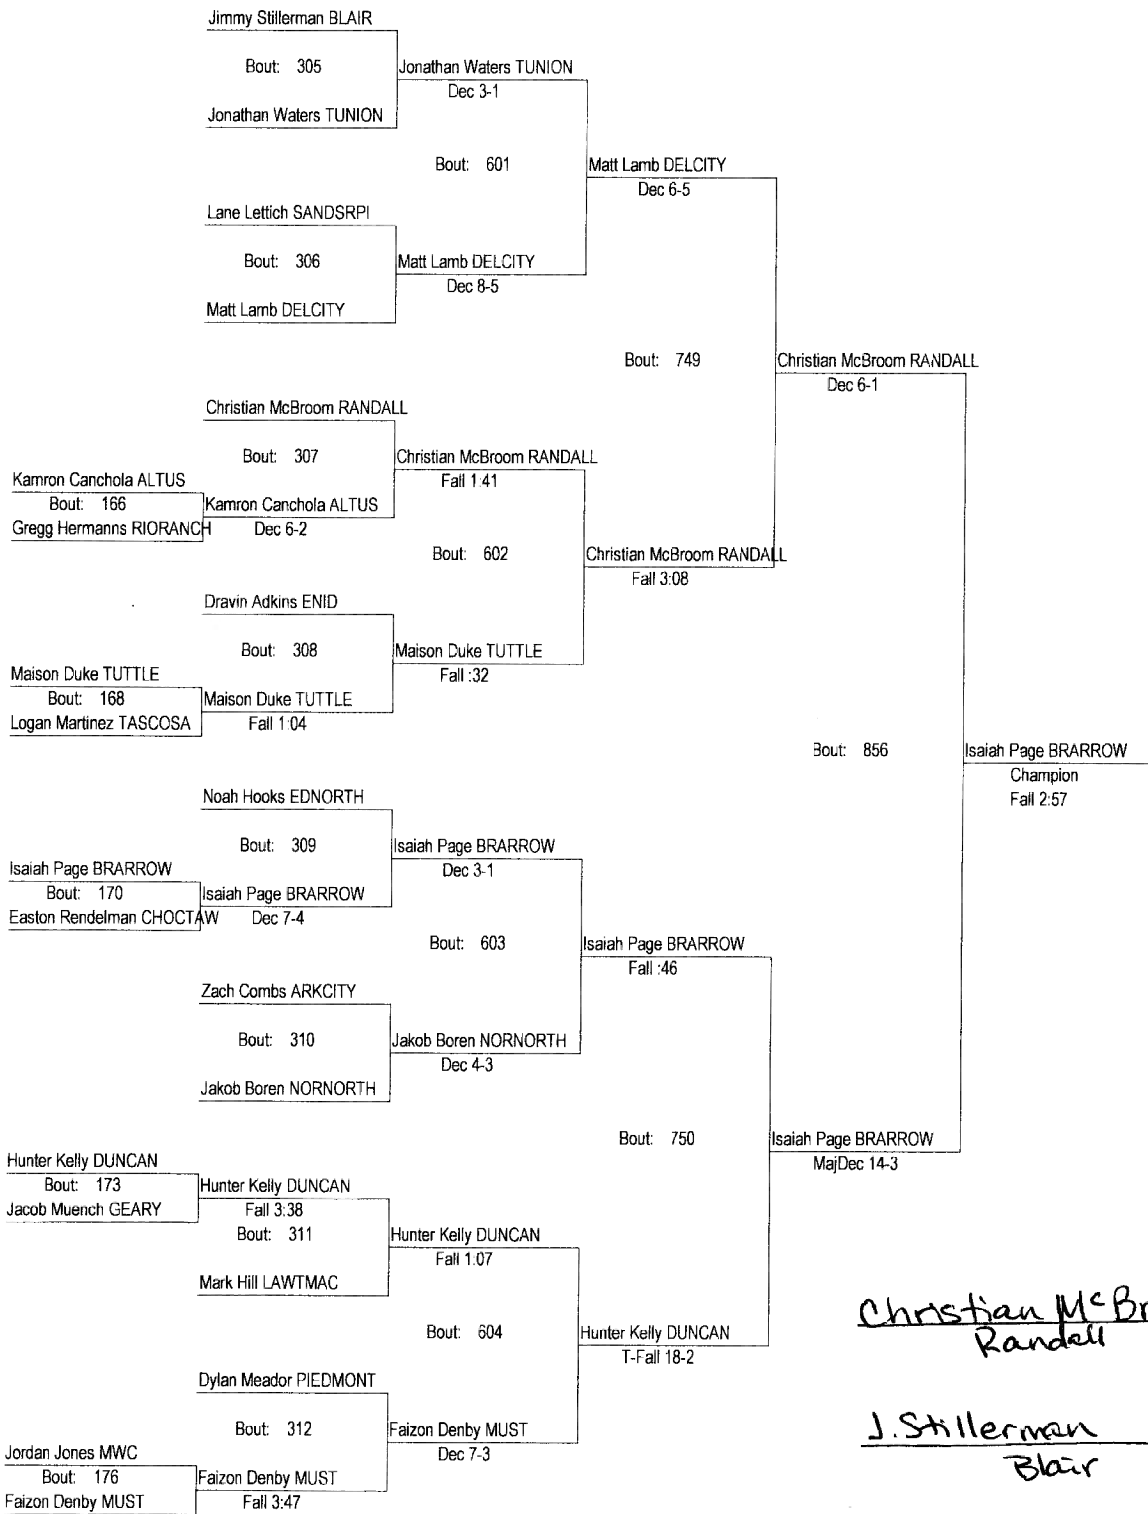 Jimmy Stillerman BLAIR
Bout: 305
Jonathan Waters TUNION
Dec 3-1
Jonathan Waters TUNION
Bout: 601
Matt Lamb DELCITY
Dec 6-5
Lane Lettich SANDSRPI
Bout: 306
Matt Lamb DELCITY
Dec 8-5
Matt Lamb DELCITY
Bout: 749
Christian McBroom RANDALL
Dec 6-1
Christian McBroom RANDALL
Bout: 307
Christian McBroom RANDALL
Fall 1:41
Kamron Canchola ALTUS
Bout: 166
Kamron Canchola ALTUS
Gregg Hermanns RIORANCH
Dec 6-2
Bout: 602
Christian McBroom RANDALL
Fall 3:08
Dravin Adkins ENID
Bout: 308
Maison Duke TUTTLE
Fall :32
Maison Duke TUTTLE
Bout: 168
Maison Duke TUTTLE
Logan Martinez TASCOSA
Fall 1:04
Bout: 856
Isaiah Page BRARROW
Champion
Fall 2:57
Noah Hooks EDNORTH
Bout: 309
Isaiah Page BRARROW
Dec 3-1
Isaiah Page BRARROW
Bout: 170
Isaiah Page BRARROW
Easton Rendelman CHOCTAW
Dec 7-4
Bout: 603
Isaiah Page BRARROW
Fall :46
Zach Combs ARKCITY
Bout: 310
Jakob Boren NORNORTH
Dec 4-3
Jakob Boren NORNORTH
Bout: 750
Isaiah Page BRARROW
MajDec 14-3
Hunter Kelly DUNCAN
Bout: 173
Hunter Kelly DUNCAN
Jacob Muench GEARY
Fall 3:38
Bout: 311
Hunter Kelly DUNCAN
Fall 1:07
Mark Hill LAWTMAC
Bout: 604
Hunter Kelly DUNCAN
T-Fall 18-2
Dylan Meador PIEDMONT
Bout: 312
Faizon Denby MUST
Dec 7-3
Jordan Jones MWC
Bout: 176
Faizon Denby MUST
Faizon Denby MUST
Fall 3:47
Christian McBr
Randall
J. Stillerman
Blair